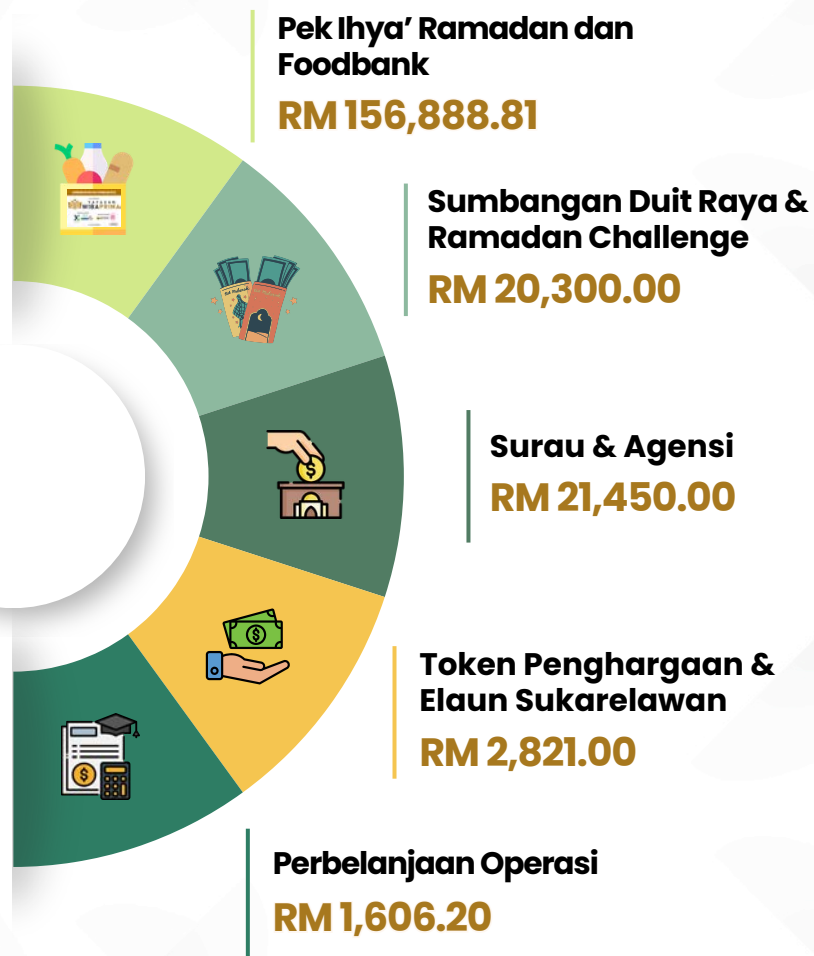 Pek Ihya’ Ramadan dan
Foodbank
RM 156,888.81
YAYASAN
WIRAPRIMA
Sumbangan Duit Raya &
Ramadan Challenge
RM 20,300.00
Surau & Agensi
RM 21,450.00
Token Penghargaan &
Elaun Sukarelawan
RM 2,821.00
Perbelanjaan Operasi
RM 1,606.20